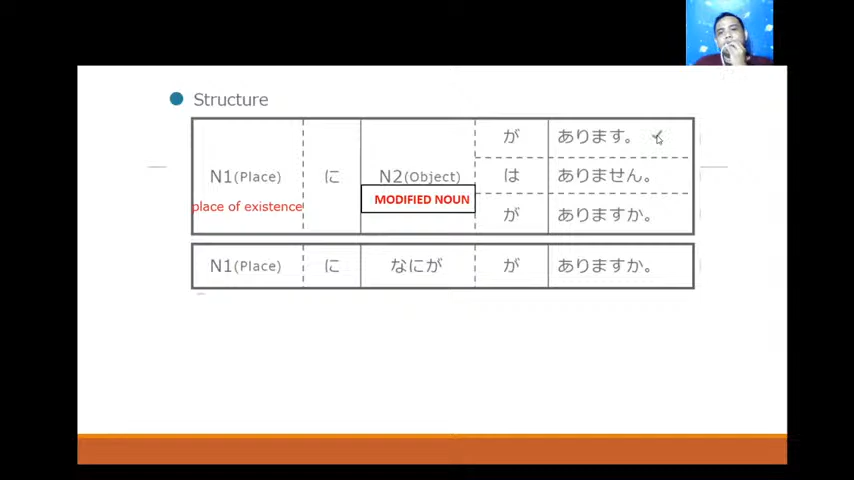 Structure
が あります。
N1(Place) に N2(Object) は ありません。
place of existence MODIFIED NOUN
が ありますか。
N1(Place) に なにが が ありますか。